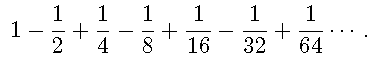 1 − 1/2 + 1/4 − 1/8 + 1/16 − 1/32 + 1/64 ⋯ .